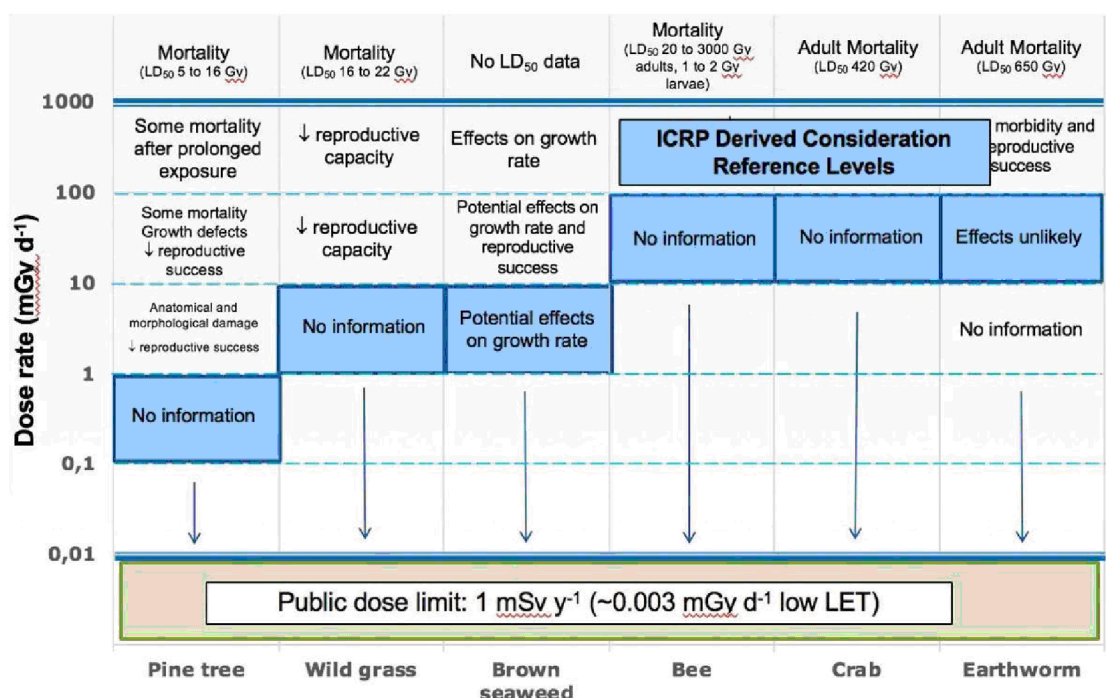 Mortality
(LD₅₀ 5 to 16 Gy)
Mortality
(LD₅₀ 16 to 22 Gy)
No LD₅₀ data
Mortality
(LD₅₀ 20 to 3000 Gy
adults, 1 to 2 Gy
larvae)
Adult Mortality
(LD₅₀ 420 Gy)
Adult Mortality
(LD₅₀ 650 Gy)
Dose rate (mGy d⁻¹)
1000
Some mortality
after prolonged
exposure
↓ reproductive
capacity
Effects on growth
rate
ICRP Derived Consideration
Reference Levels
morbidity and
eproductive
success
100
Some mortality
Growth defects
↓ reproductive
success
↓ reproductive
capacity
Potential effects on
growth rate and
reproductive
success
No information
No information
Effects unlikely
10
Anatomical and
morphological damage
↓ reproductive success
No information
Potential effects
on growth rate
No information
1
No information
0,1
0,01
Public dose limit: 1 mSv y⁻¹ (~0.003 mGy d⁻¹ low LET)
Pine tree
Wild grass
Brown
seaweed
Bee
Crab
Earthworm